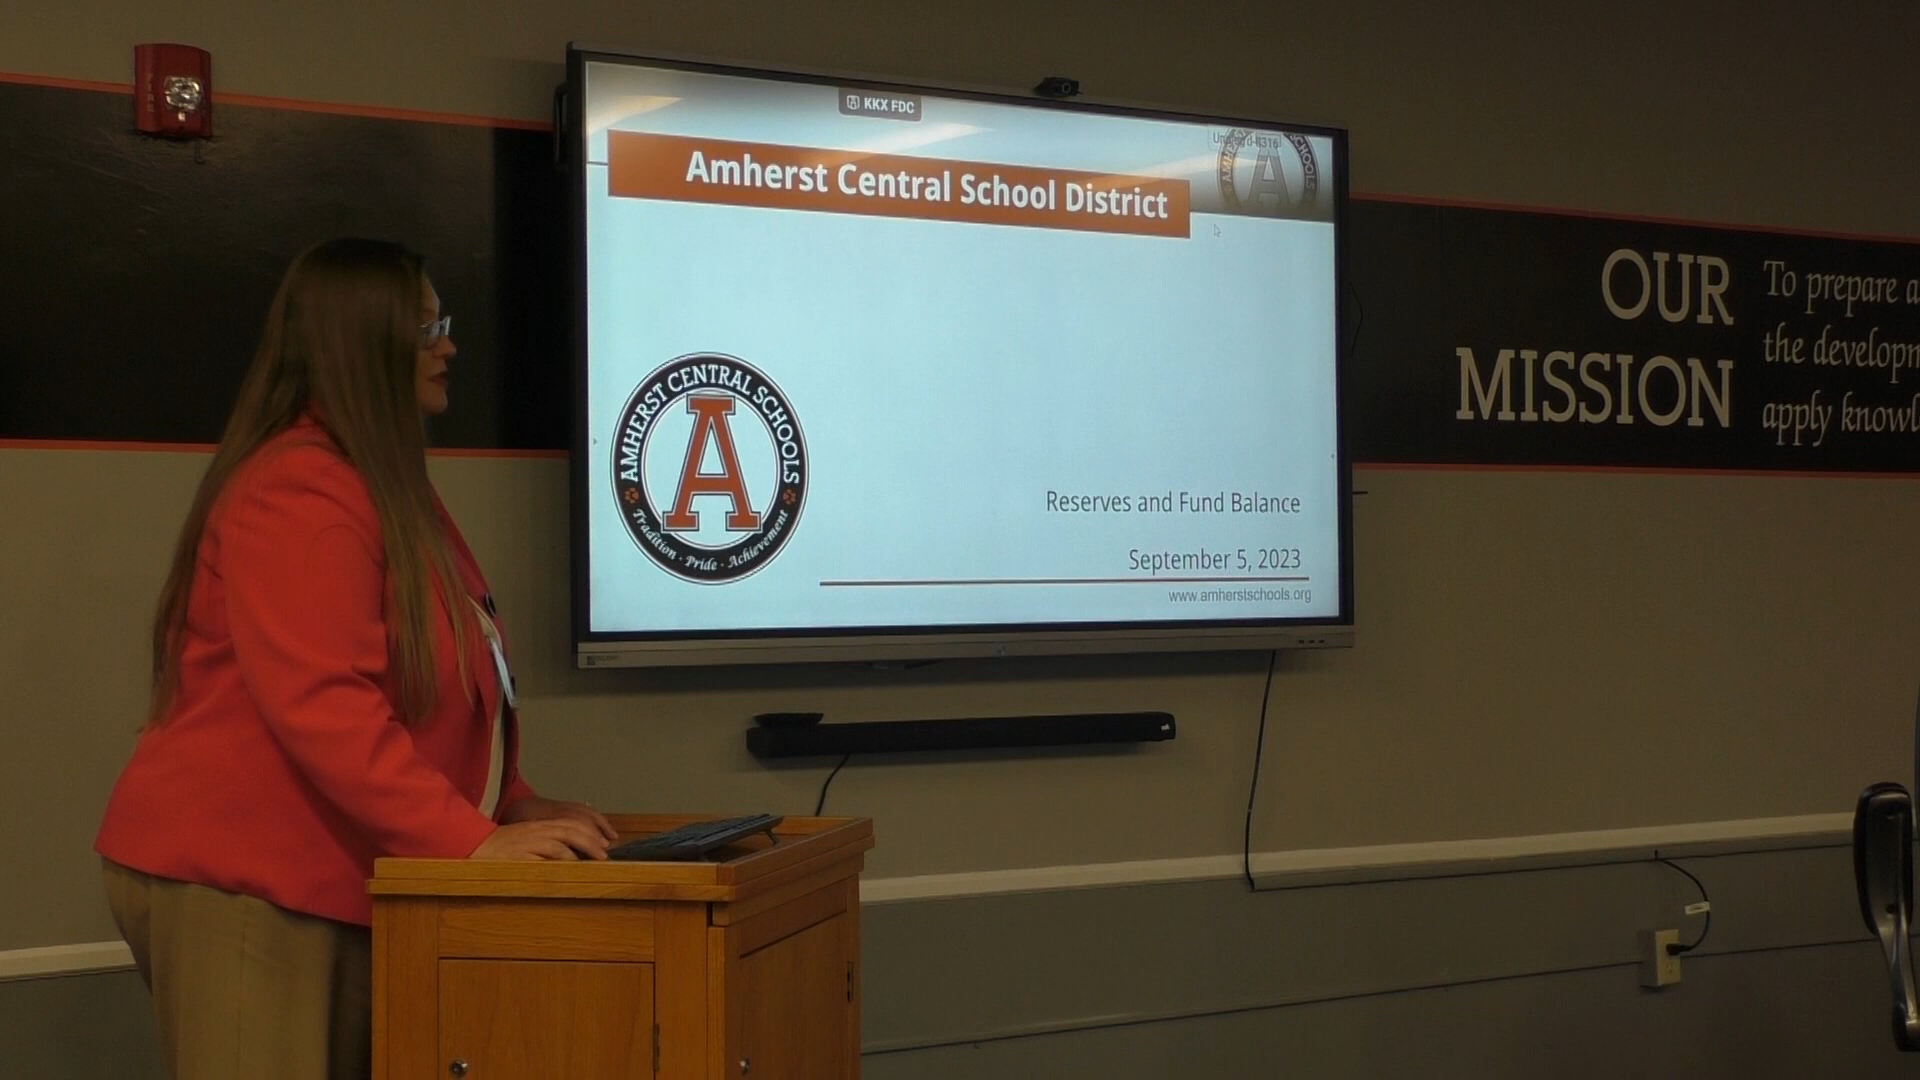 FIRE
KKX FDC
Amherst Central School District
AMHERST CENTRAL SCHOOLS
A
Tradition · Pride · Achievement
Reserves and Fund Balance
September 5, 2023
www.amherstschools.org
OUR
MISSION
To prepare a
the developm
apply knowl